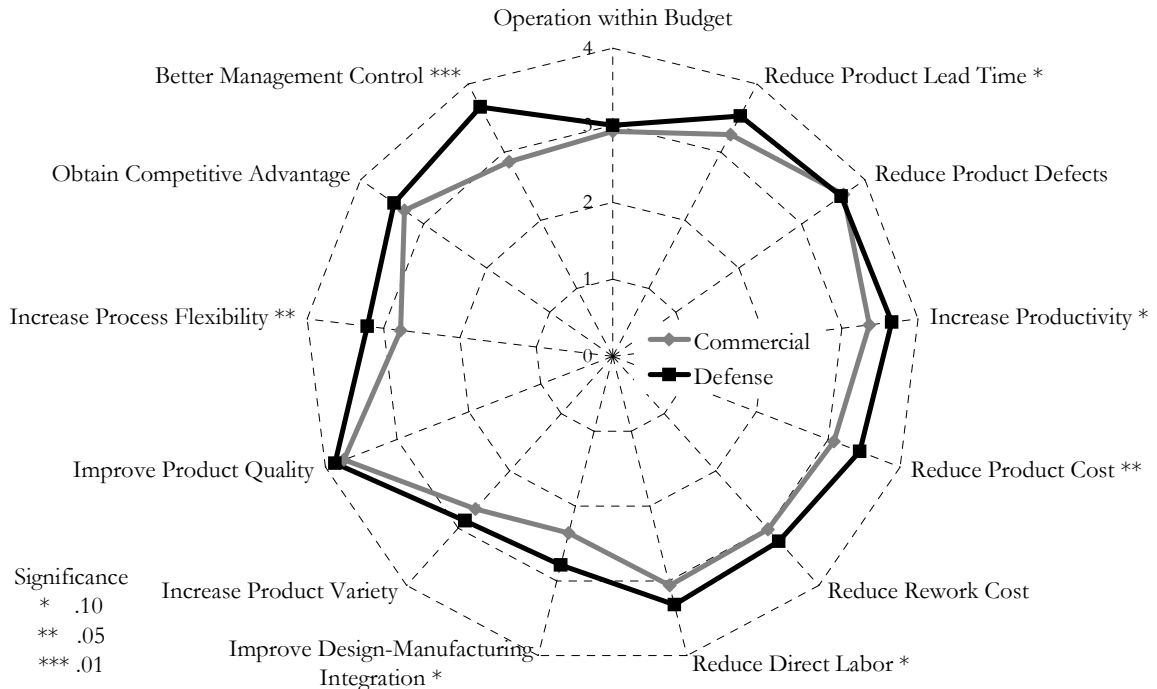 Operation within Budget
4
Better Management Control ***
Reduce Product Lead Time *
3
Obtain Competitive Advantage
Reduce Product Defects
2
1
Increase Process Flexibility **
Increase Productivity *
0
Commercial
Defense
Improve Product Quality
Reduce Product Cost **
Increase Product Variety
Reduce Rework Cost
Improve Design-Manufacturing
Integration *
Reduce Direct Labor *
Significance
* .10
** .05
*** .01